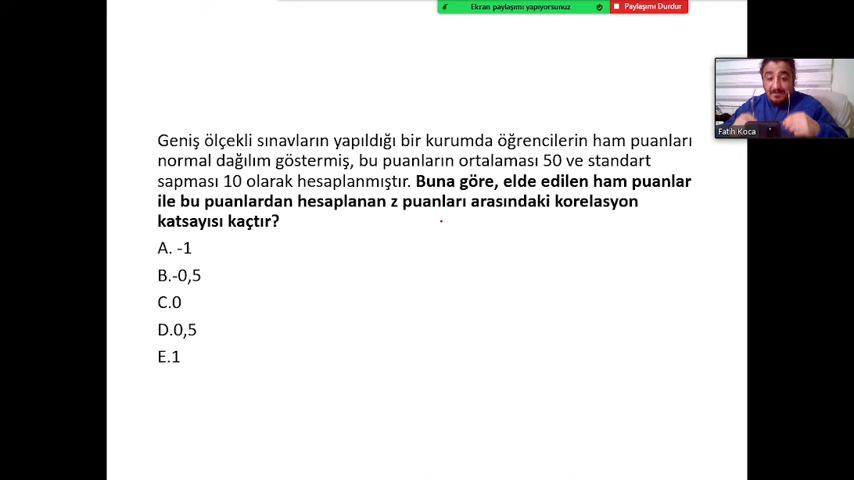 Ekran paylaşımı yapıyorsunuz
Paylaşımı Durdur
Fatih Koca
Geniş ölçekli sınavların yapıldığı bir kurumda öğrencilerin ham puanları
normal dağılım göstermiş, bu puanların ortalaması 50 ve standart
sapması 10 olarak hesaplanmıştır. Buna göre, elde edilen ham puanlar
ile bu puanlardan hesaplanan z puanları arasındaki korelasyon
katsayısı kaçtır?
A. -1
B.-0,5
C.0
D.0,5
E.1